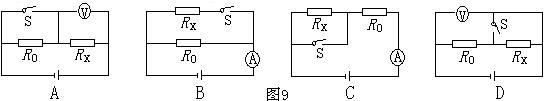 S V R₀ Rₓ
Rₓ S R₀ A
Rₓ R₀ S A
V S R₀ Rₓ
A B 图9 C D